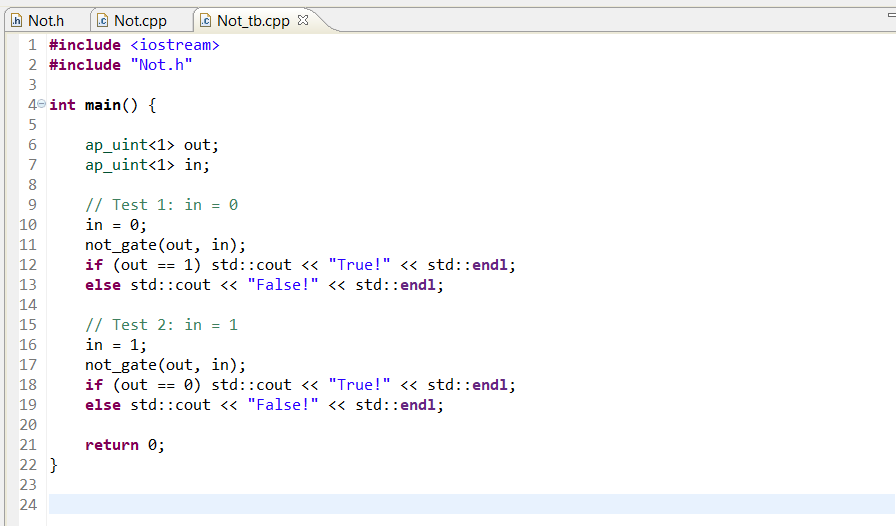 Not.h Not.cpp Not_tb.cpp
1 #include <iostream>
2 #include "Not.h"
3
4 int main() {
5
6     ap_uint<1> out;
7     ap_uint<1> in;
8
9     // Test 1: in = 0
10     in = 0;
11     not_gate(out, in);
12     if (out == 1) std::cout << "True!" << std::endl;
13     else std::cout << "False!" << std::endl;
14
15     // Test 2: in = 1
16     in = 1;
17     not_gate(out, in);
18     if (out == 0) std::cout << "True!" << std::endl;
19     else std::cout << "False!" << std::endl;
20
21     return 0;
22 }
23
24